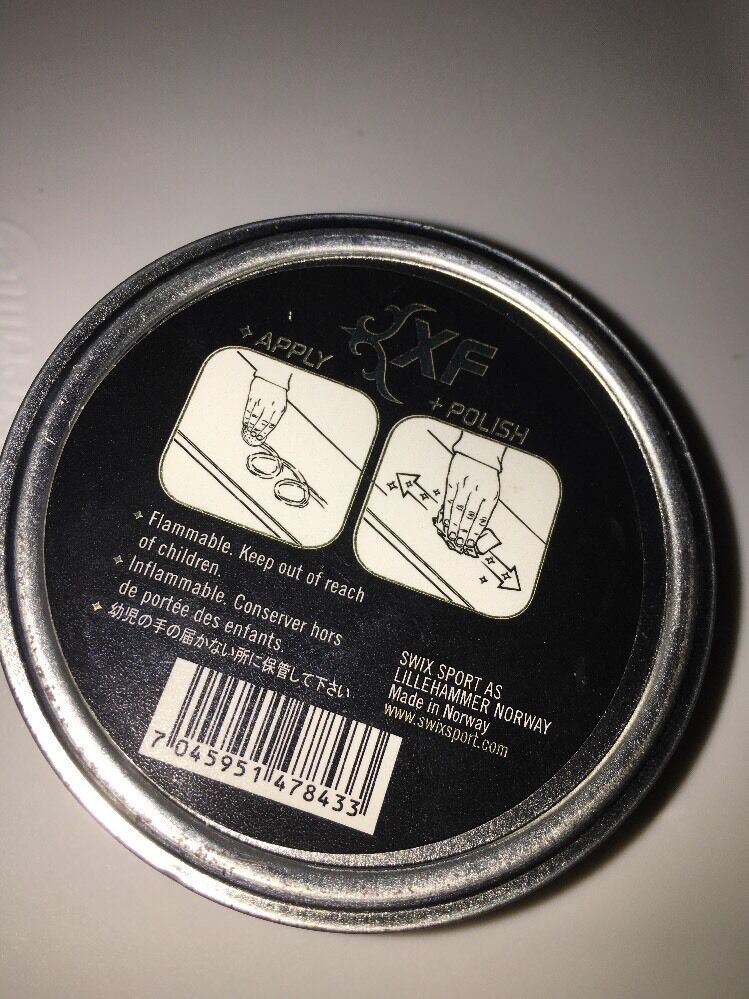 XF
+ APPLY
+ POLISH
Flammable. Keep out of reach
of children.
Inflammable. Conserver hors
de portée des enfants.
幼児の手の届かない所に保管して下さい
SWIX SPORT AS
LILLEHAMMER NORWAY
Made in Norway
www.swixsport.com
7 045951 478433